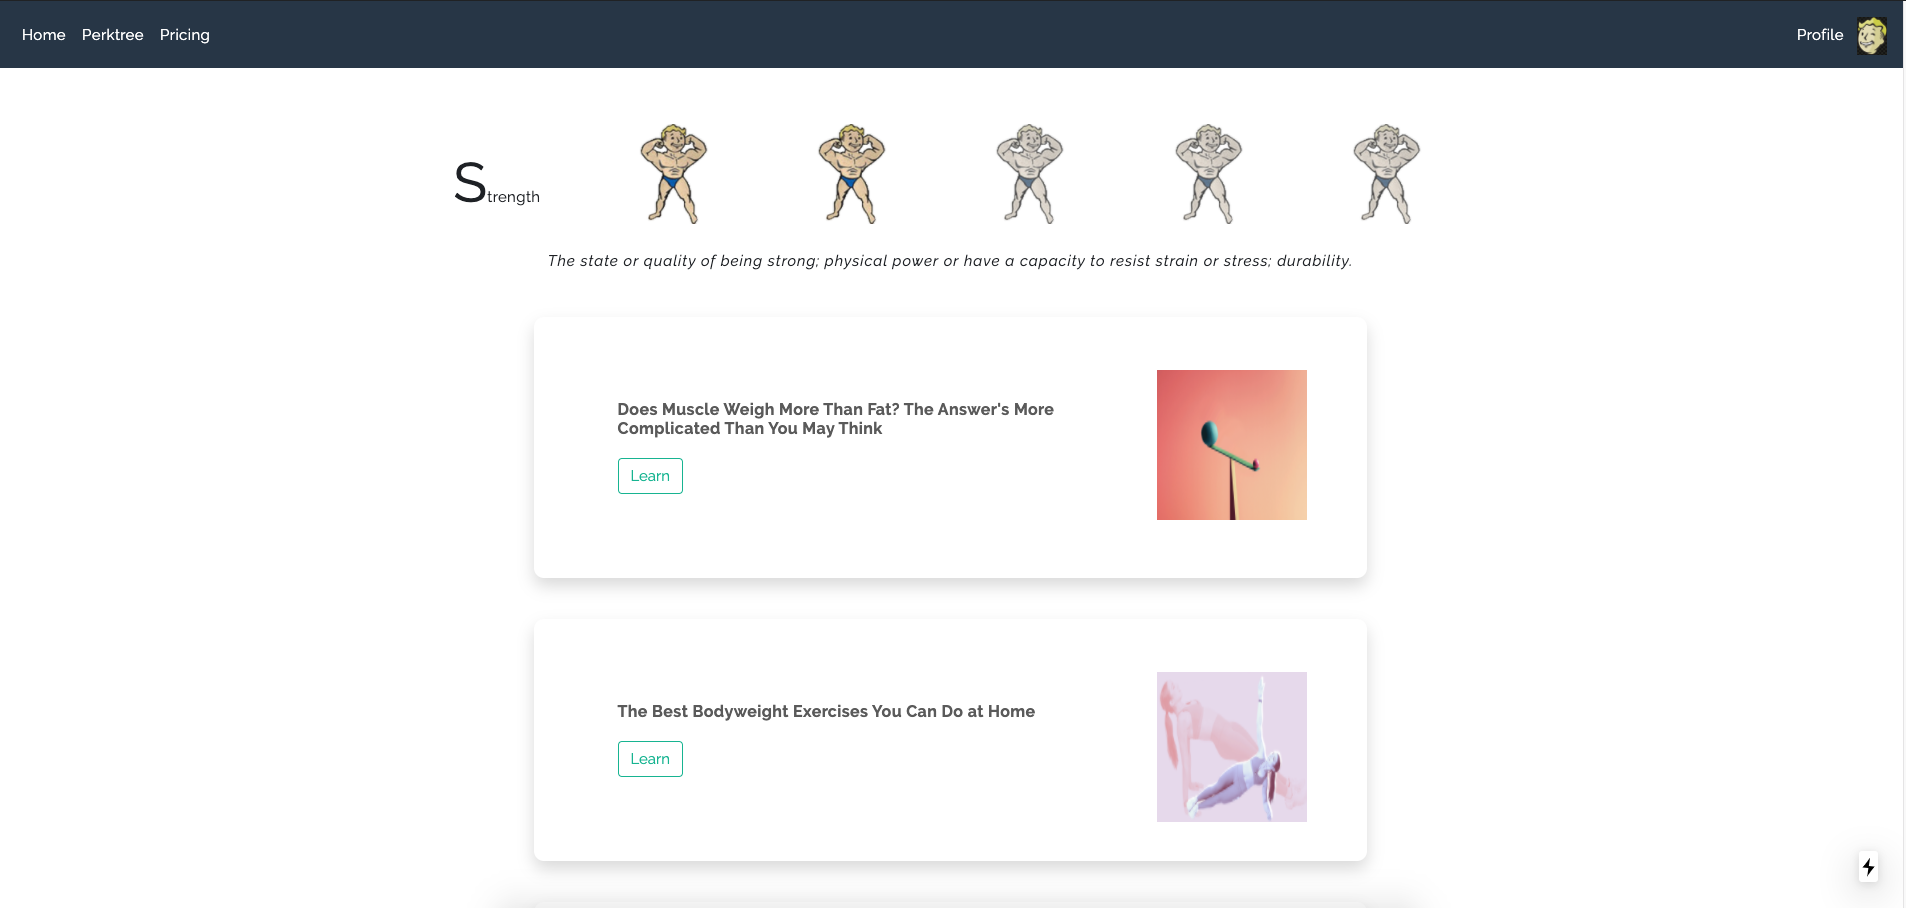 Home Perktree Pricing Profile
Strength
The state or quality of being strong; physical power or have a capacity to resist strain or stress; durability.
Does Muscle Weigh More Than Fat? The Answer's More
Complicated Than You May Think
Learn
The Best Bodyweight Exercises You Can Do at Home
Learn